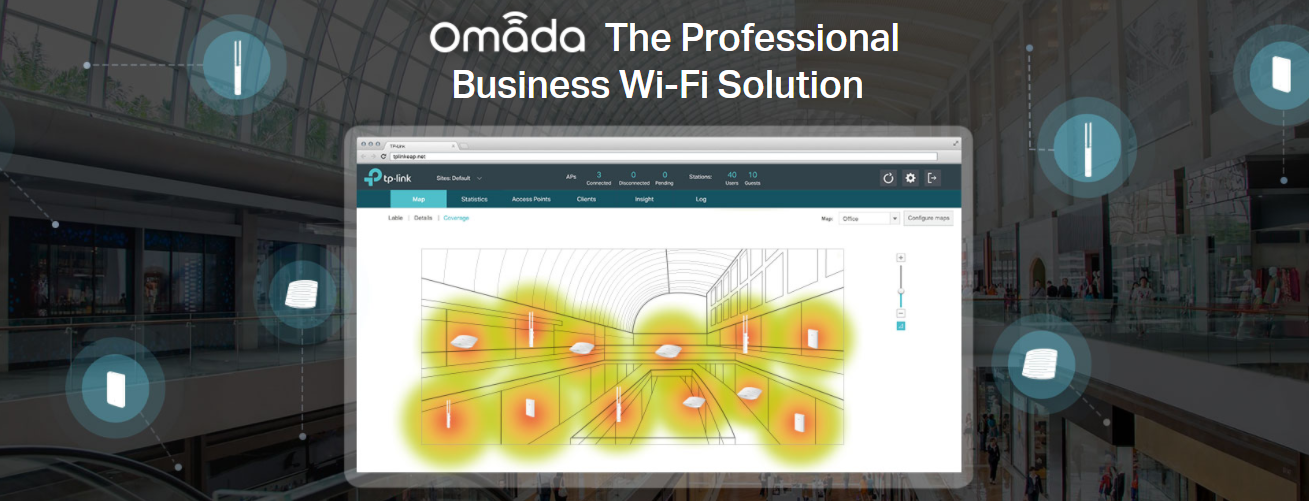 Omada The Professional
Business Wi-Fi Solution
TP-Link
tplinkeap.net
tp-link Sites: Default APs 3 0 0 Stations: 40 10
Connected Disconnected Pending Users Guests
Map Statistics Access Points Clients Insight Log
Lable | Details | Coverage Map: Office Configure maps